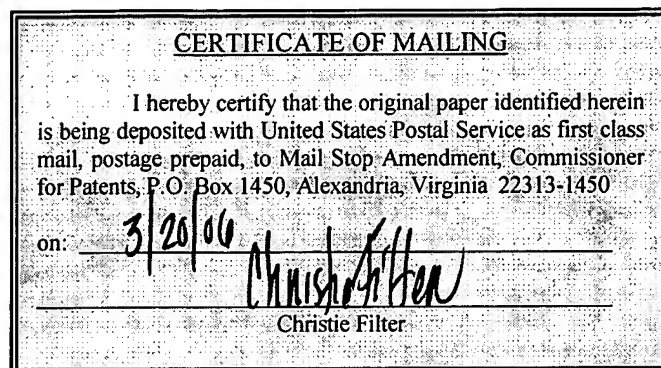 CERTIFICATE OF MAILING
I hereby certify that the original paper identified herein
is being deposited with United States Postal Service as first class
mail, postage prepaid, to Mail Stop Amendment, Commissioner
for Patents, P.O. Box 1450, Alexandria, Virginia 22313-1450
on: 3/20/06
Christie Filter
Christie Filter